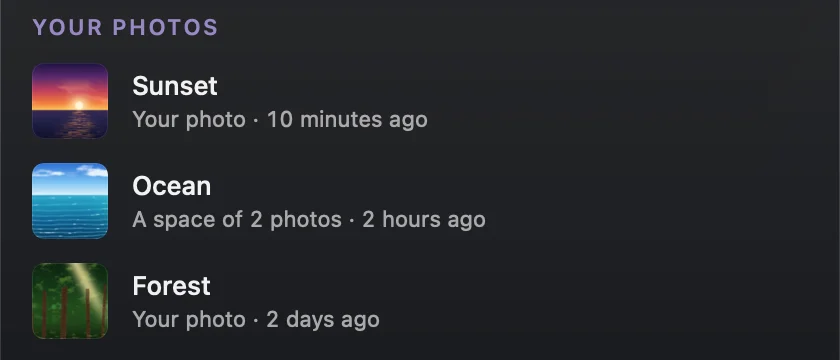 YOUR PHOTOS
Sunset
Your photo · 10 minutes ago
Ocean
A space of 2 photos · 2 hours ago
Forest
Your photo · 2 days ago